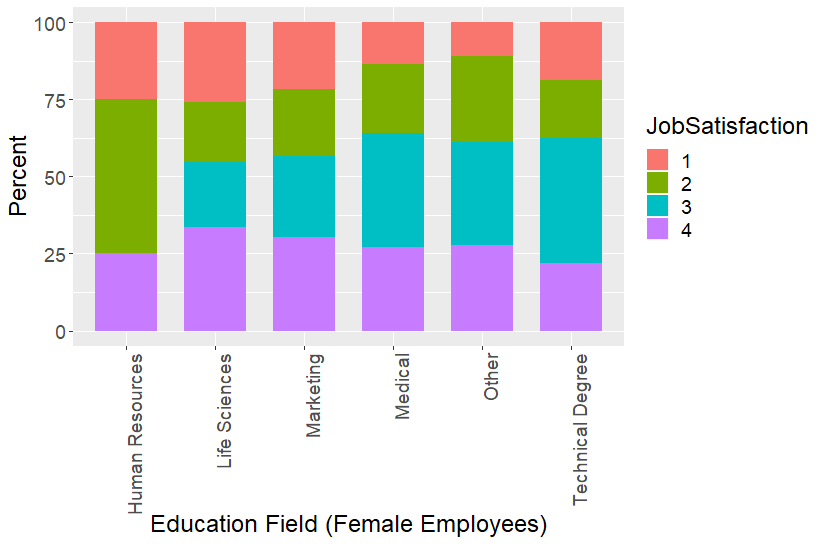 100
75
50
25
0
Percent
Human Resources
Life Sciences
Marketing
Medical
Other
Technical Degree
Education Field (Female Employees)
JobSatisfaction
1
2
3
4